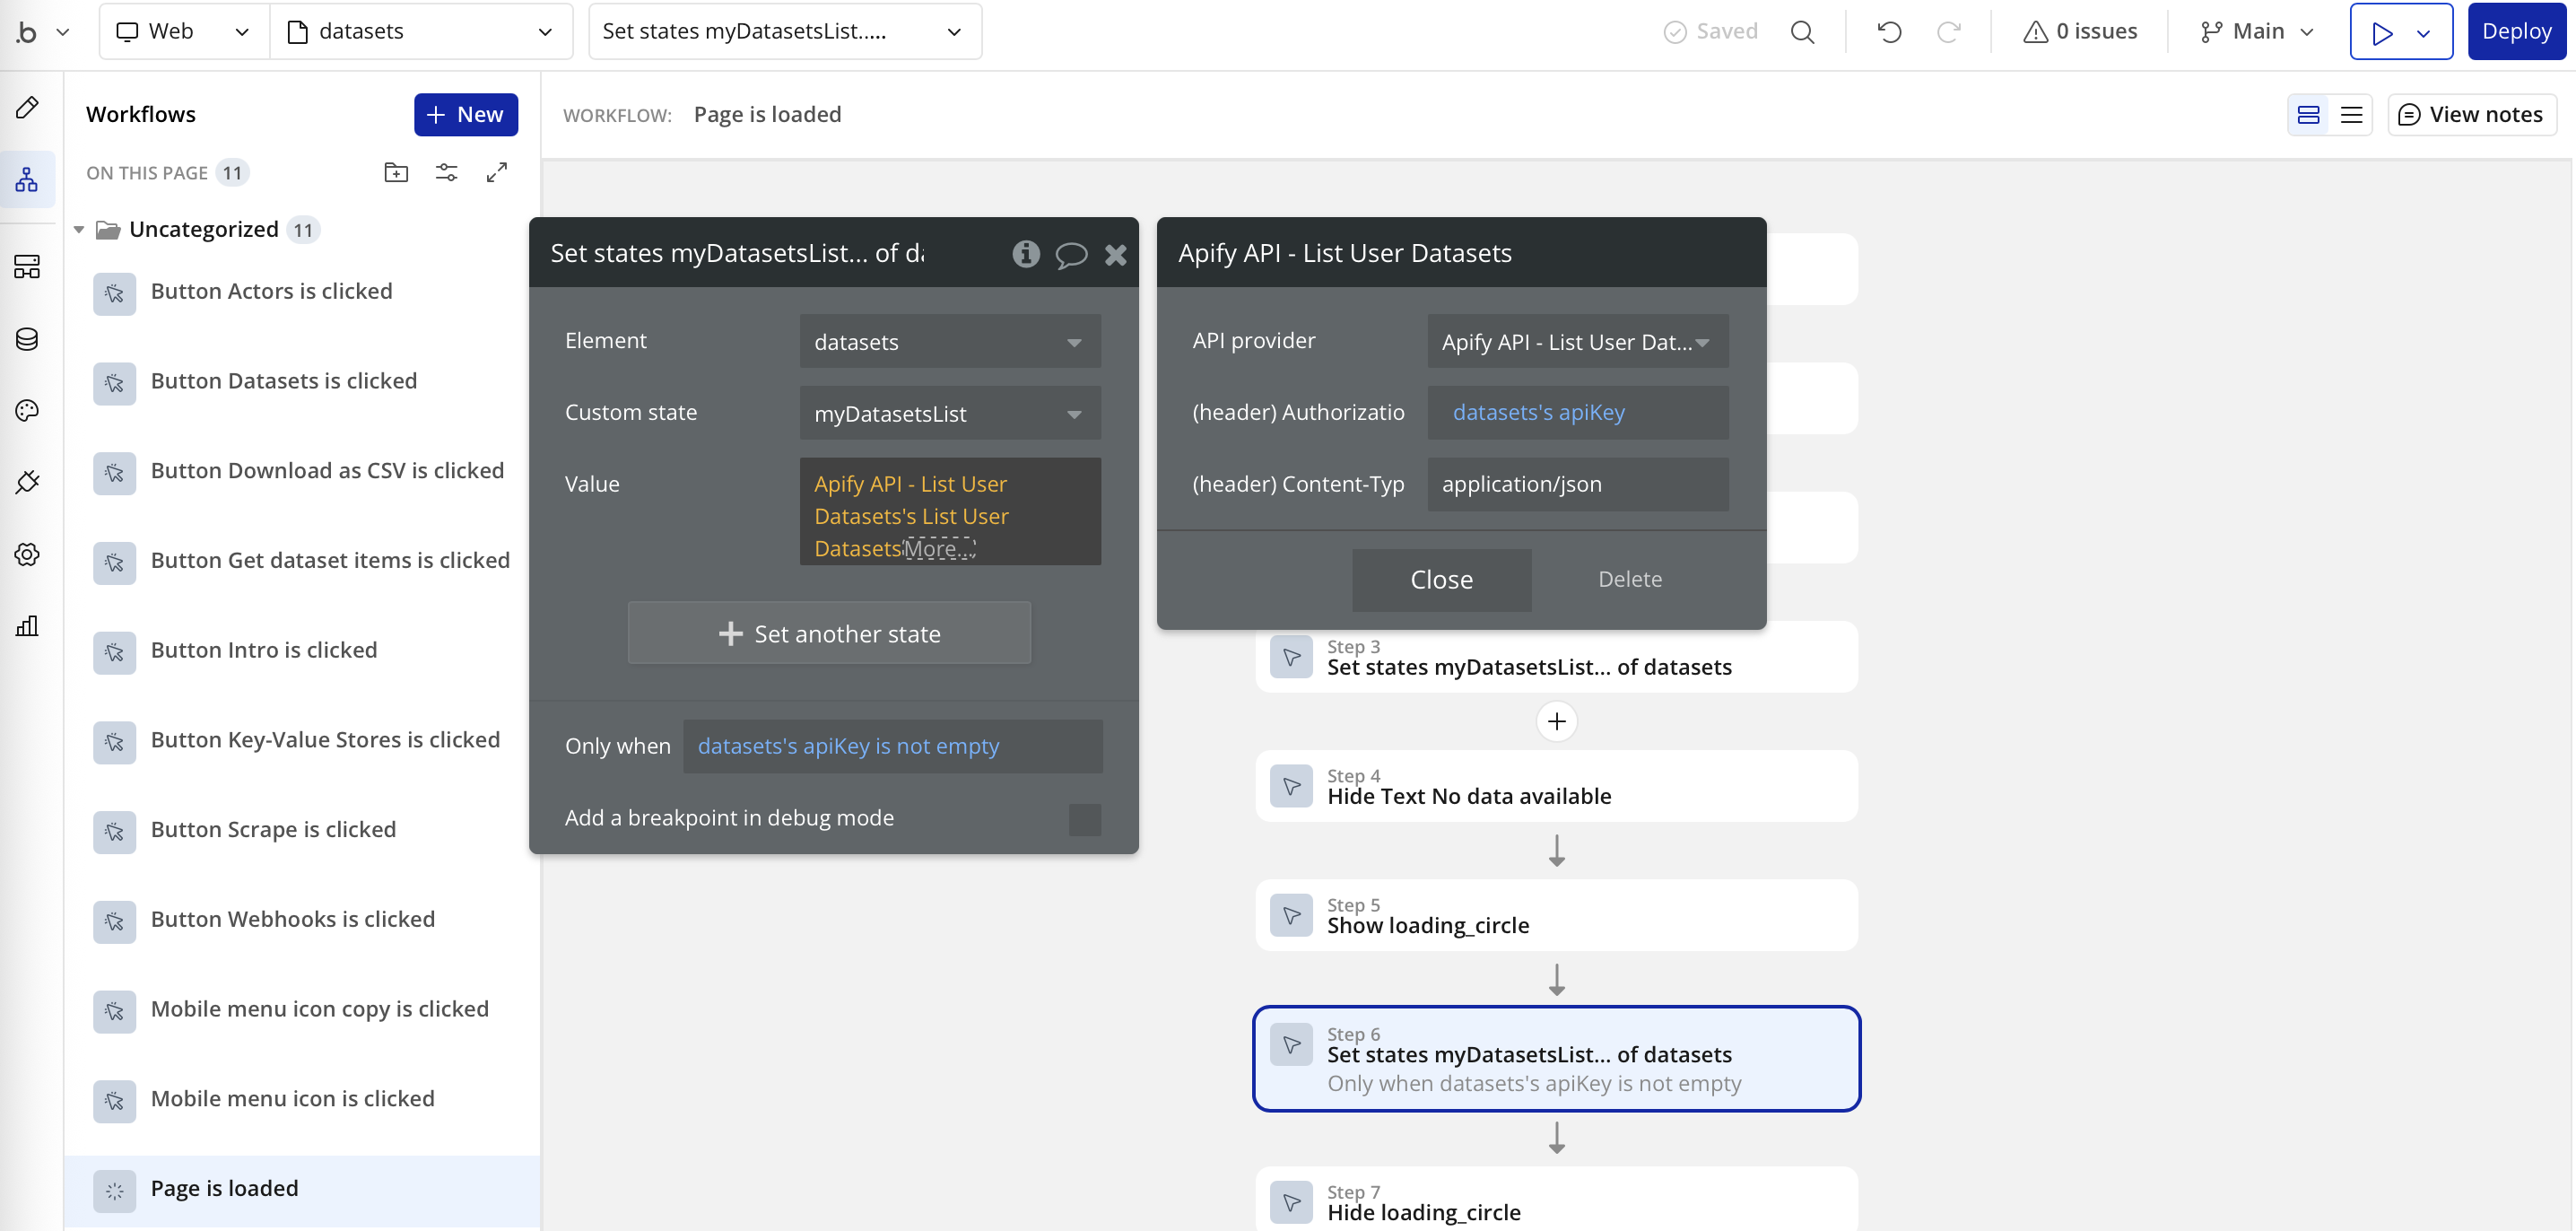 .b
Web
datasets
Set states myDatasetsList.....
Saved
0 issues
Main
Deploy
Workflows
New
ON THIS PAGE 11
Uncategorized 11
Button Actors is clicked
Button Datasets is clicked
Button Download as CSV is clicked
Button Get dataset items is clicked
Button Intro is clicked
Button Key-Value Stores is clicked
Button Scrape is clicked
Button Webhooks is clicked
Mobile menu icon copy is clicked
Mobile menu icon is clicked
Page is loaded
WORKFLOW: Page is loaded
View notes
Set states myDatasetsList... of da
Element
datasets
Custom state
myDatasetsList
Value
Apify API - List User
Datasets's List User
Datasets More...
Set another state
Only when
datasets's apiKey is not empty
Add a breakpoint in debug mode
Apify API - List User Datasets
API provider
Apify API - List User Dat...
(header) Authorizatio
datasets's apiKey
(header) Content-Typ
application/json
Close
Delete
Step 3
Set states myDatasetsList... of datasets
Step 4
Hide Text No data available
Step 5
Show loading_circle
Step 6
Set states myDatasetsList... of datasets
Only when datasets's apiKey is not empty
Step 7
Hide loading_circle